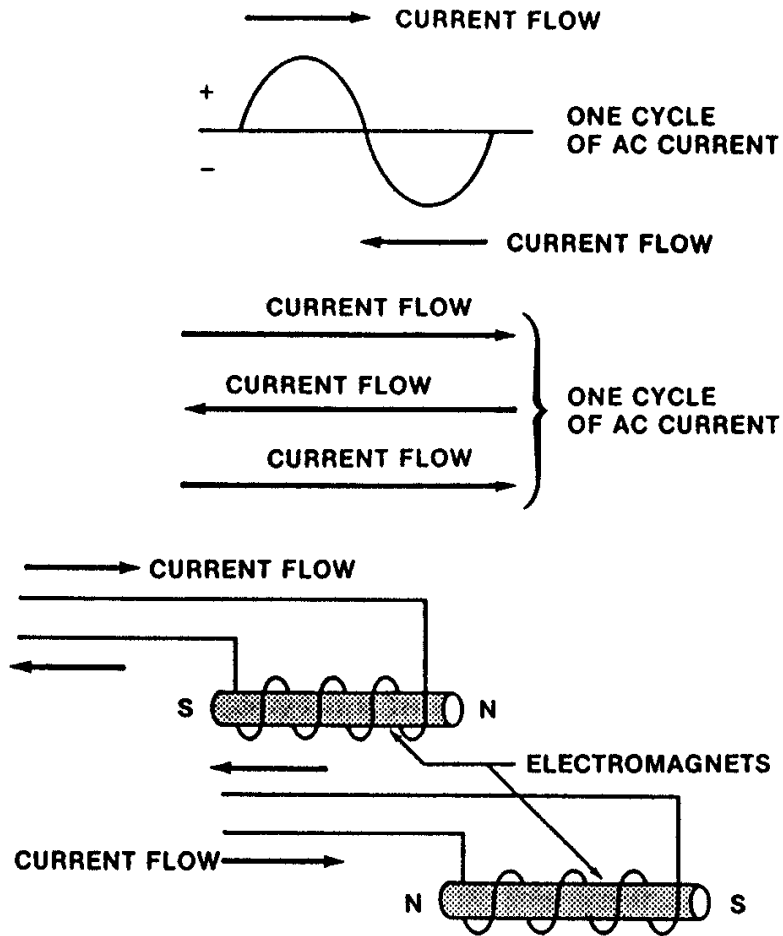 CURRENT FLOW
+
ONE CYCLE
OF AC CURRENT
−
CURRENT FLOW
CURRENT FLOW
CURRENT FLOW
ONE CYCLE
OF AC CURRENT
CURRENT FLOW
CURRENT FLOW
S N
ELECTROMAGNETS
CURRENT FLOW
N S